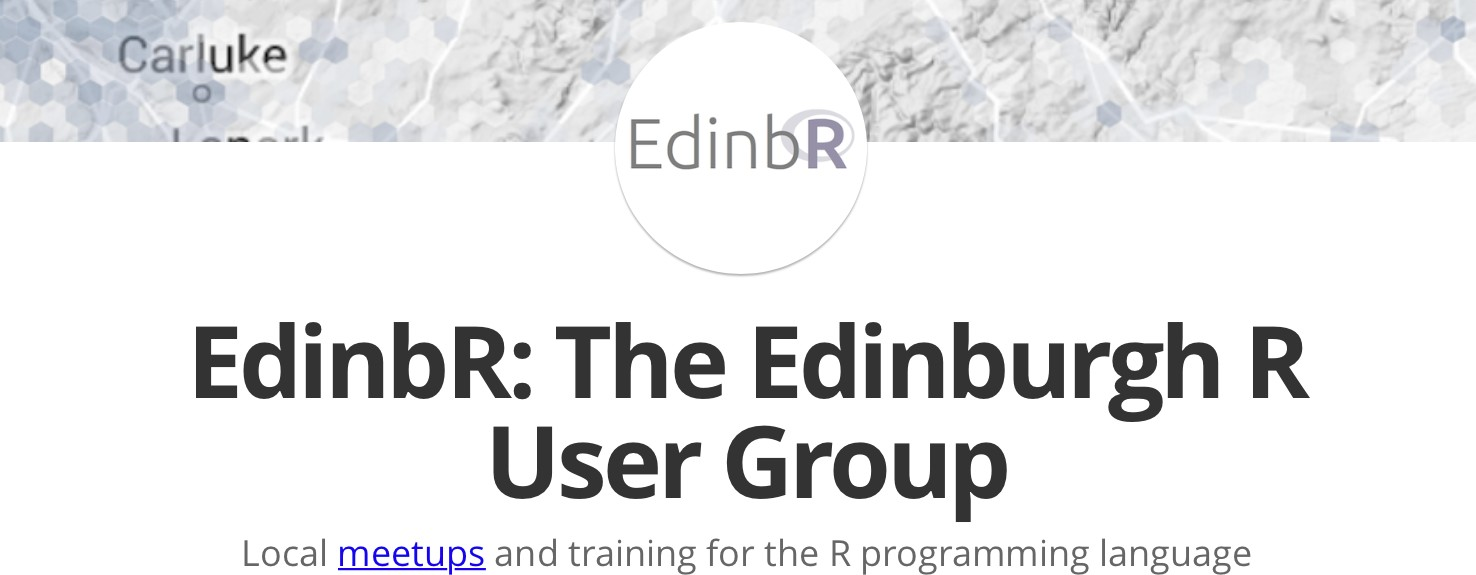 Carluke
EdinbR
EdinbR: The Edinburgh R
User Group
Local meetups and training for the R programming language